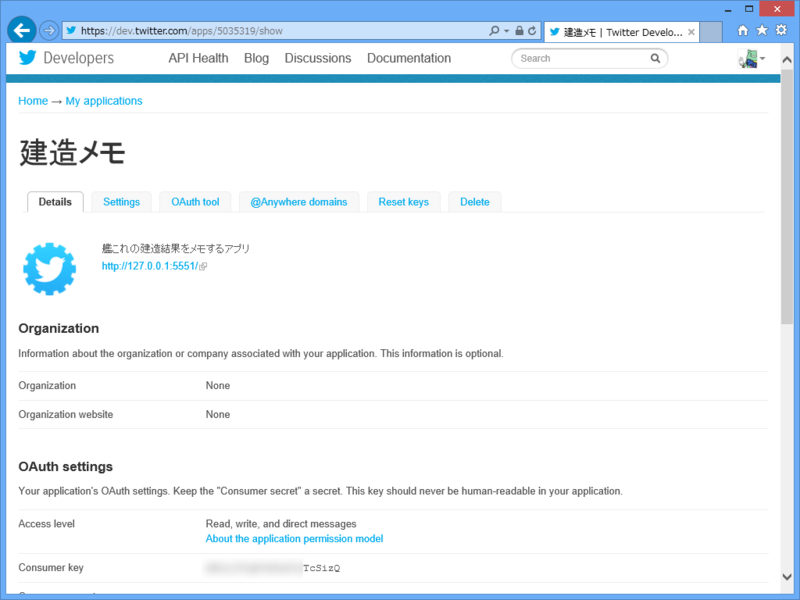 https://dev.twitter.com/apps/5035319/show
建造メモ | Twitter Develo...
Developers
API Health
Blog
Discussions
Documentation
Search
Home → My applications
建造メモ
Details
Settings
OAuth tool
@Anywhere domains
Reset keys
Delete
艦これの建造結果をメモするアプリ
http://127.0.0.1:5551/
Organization
Information about the organization or company associated with your application. This information is optional.
Organization None
Organization website None
OAuth settings
Your application's OAuth settings. Keep the "Consumer secret" a secret. This key should never be human-readable in your application.
Access level Read, write, and direct messages
About the application permission model
Consumer key TcSizQ